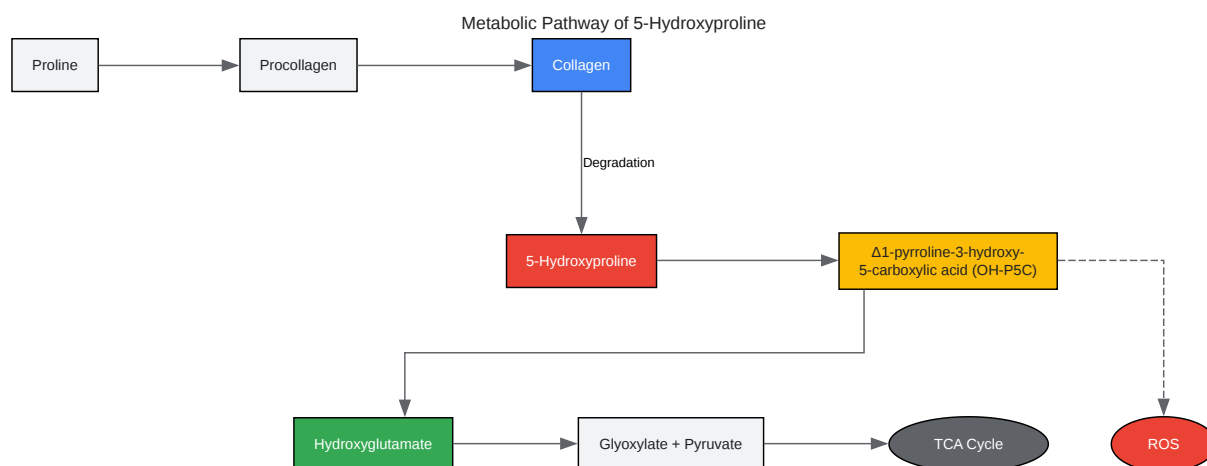 Metabolic Pathway of 5-Hydroxyproline
Proline
Procollagen
Collagen
Degradation
5-Hydroxyproline
Δ1-pyrroline-3-hydroxy-
5-carboxylic acid (OH-P5C)
Hydroxyglutamate
Glyoxylate + Pyruvate
TCA Cycle
ROS